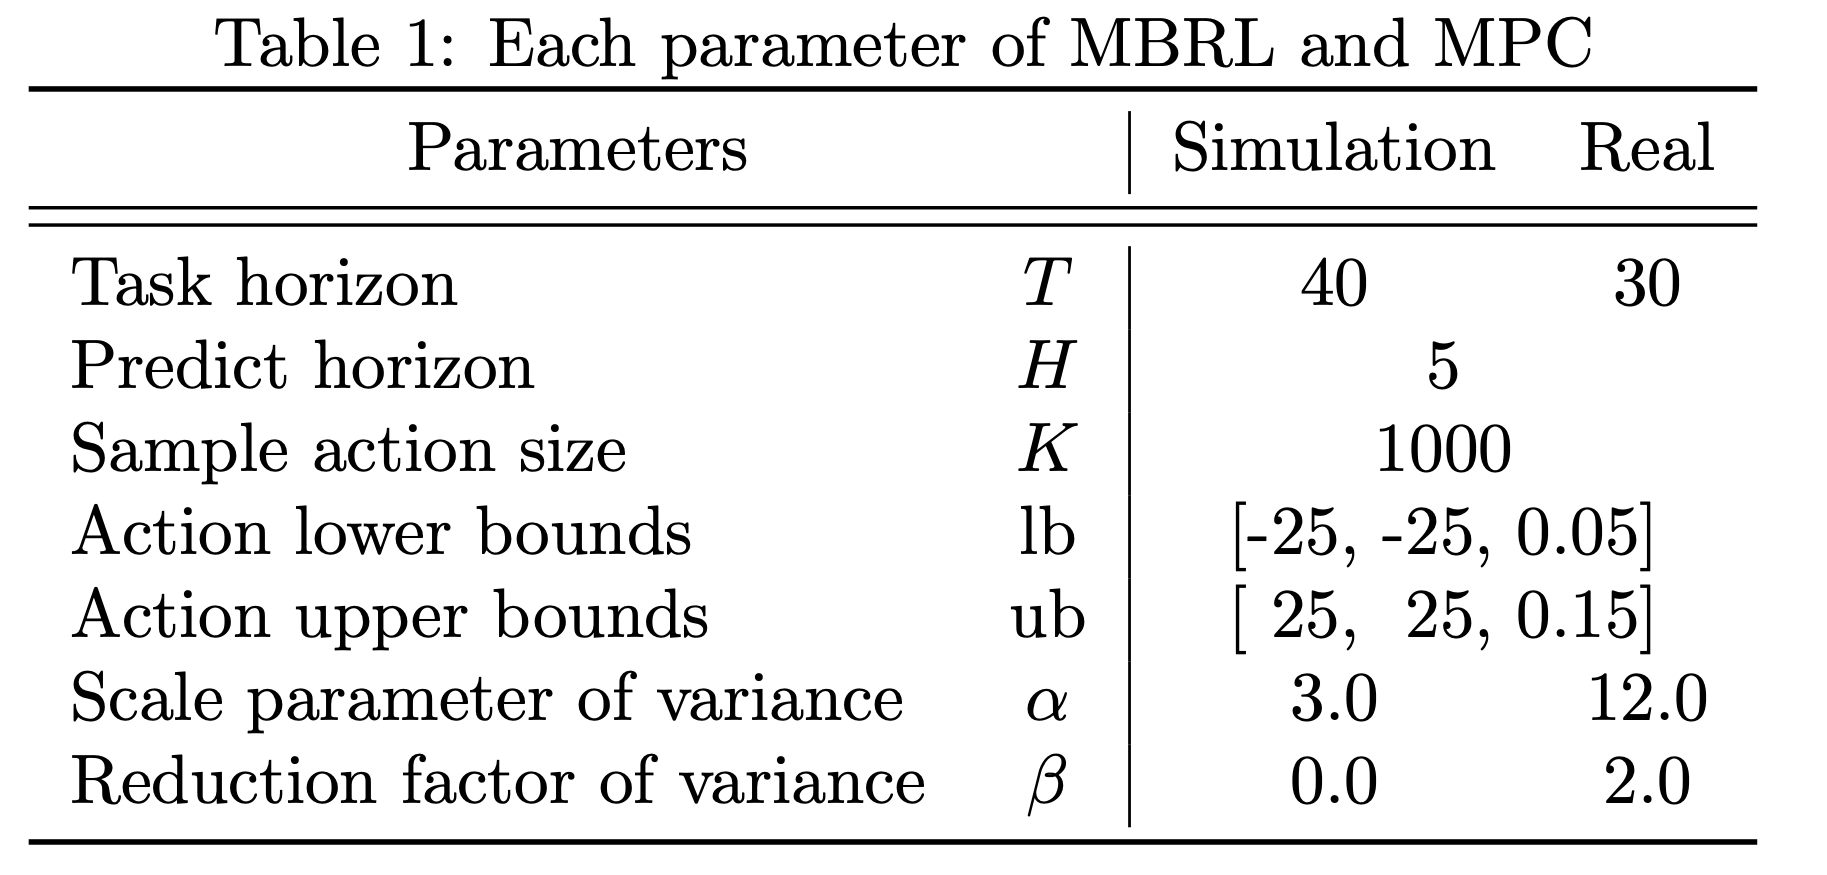 Table 1: Each parameter of MBRL and MPC
Parameters Simulation Real
Task horizon T 40 30
Predict horizon H 5
Sample action size K 1000
Action lower bounds lb [-25, -25, 0.05]
Action upper bounds ub [ 25, 25, 0.15]
Scale parameter of variance α 3.0 12.0
Reduction factor of variance β 0.0 2.0